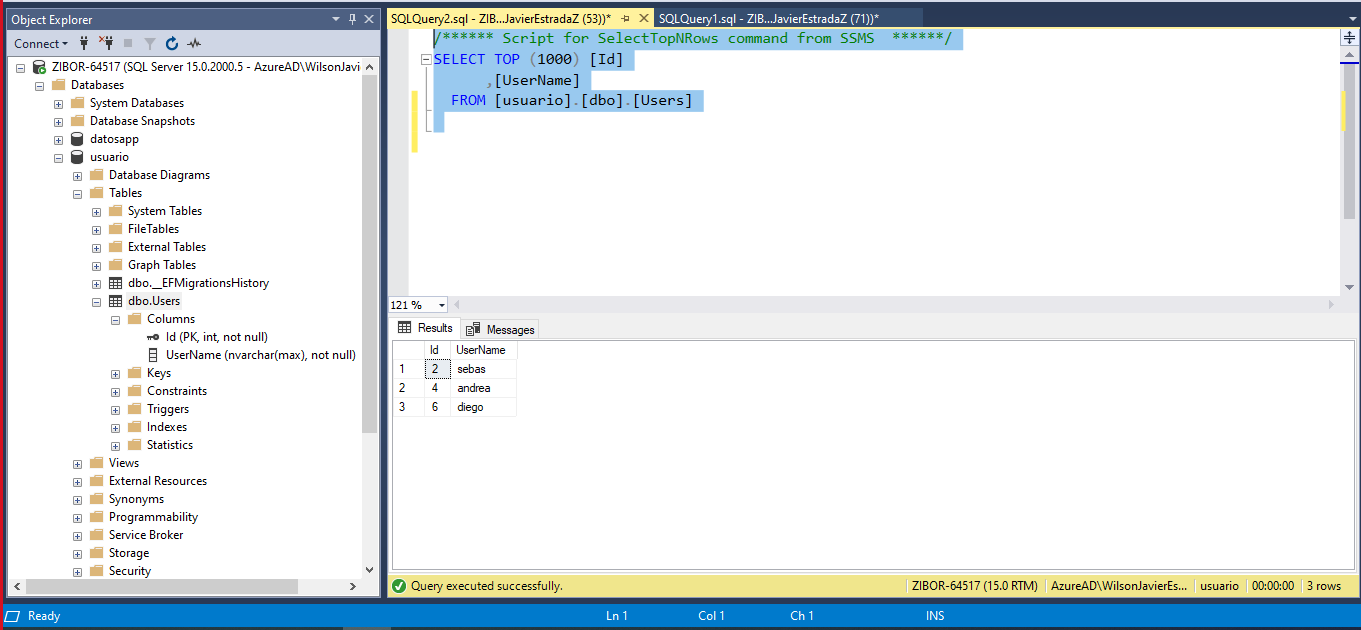 Object Explorer
Connect
ZIBOR-64517 (SQL Server 15.0.2000.5 - AzureAD\WilsonJavi
Databases
System Databases
Database Snapshots
datosapp
usuario
Database Diagrams
Tables
System Tables
FileTables
External Tables
Graph Tables
dbo.__EFMigrationsHistory
dbo.Users
Columns
Id (PK, int, not null)
UserName (nvarchar(max), not null)
Keys
Constraints
Triggers
Indexes
Statistics
Views
External Resources
Synonyms
Programmability
Service Broker
Storage
Security
SQLQuery2.sql - ZIB...JavierEstradaZ (53))*
SQLQuery1.sql - ZIB...JavierEstradaZ (71))*
/****** Script for SelectTopNRows command from SSMS  ******/
SELECT TOP (1000) [Id]
,[UserName]
FROM [usuario].[dbo].[Users]
121 %
Results Messages
Id UserName
1 2 sebas
2 4 andrea
3 6 diego
Query executed successfully. ZIBOR-64517 (15.0 RTM) AzureAD\WilsonJavierEs... usuario 00:00:00 3 rows
Ready Ln 1 Col 1 Ch 1 INS